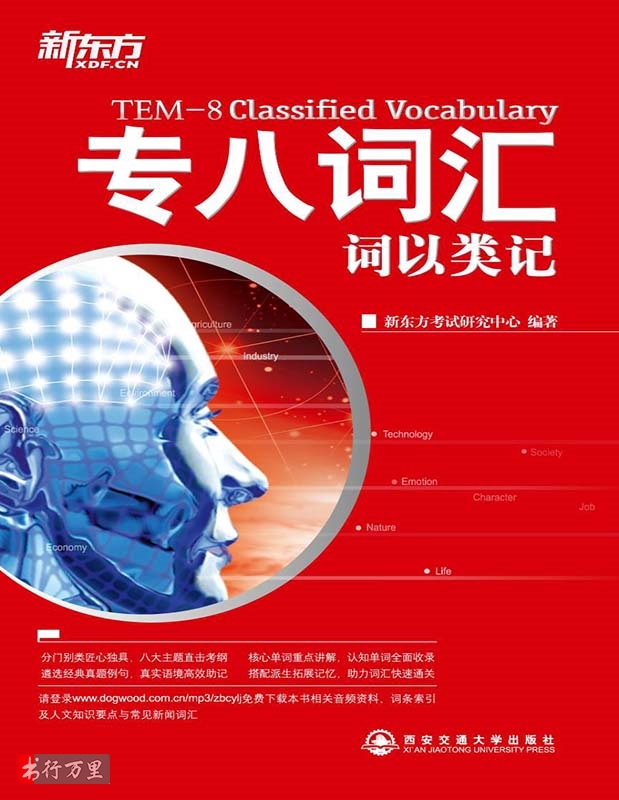 新东方
XDF.CN
TEM-8 Classified Vocabulary
专八词汇
词以类记
新东方考试研究中心 编著
Agriculture
Industry
Environment
Science
Technology
Society
Emotion
Character
Job
Nature
Economy
Life
分门别类匠心独具，八大主题直击考纲 核心单词重点讲解，认知单词全面收录
遴选经典真题例句，真实语境高效助记 搭配派生拓展记忆，助力词汇快速通关
请登录www.dogwood.com.cn/mp3/zbcylj免费下载本书相关音频资料、词条索引
及人文知识要点与常见新闻词汇
西安交通大学出版社
XI'AN JIAOTONG UNIVERSITY PRESS
书行万里